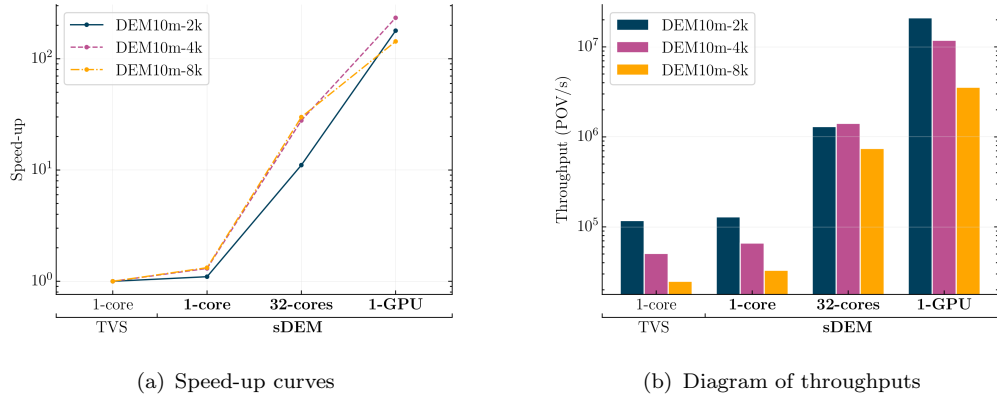 DEM10m-2k
DEM10m-4k
DEM10m-8k
10^2
10^1
10^0
Speed-up
1-core
1-core
32-cores
1-GPU
TVS
sDEM
(a) Speed-up curves
DEM10m-2k
DEM10m-4k
DEM10m-8k
10^7
10^6
10^5
Throughput (POV/s)
1-core
1-core
32-cores
1-GPU
TVS
sDEM
(b) Diagram of throughputs